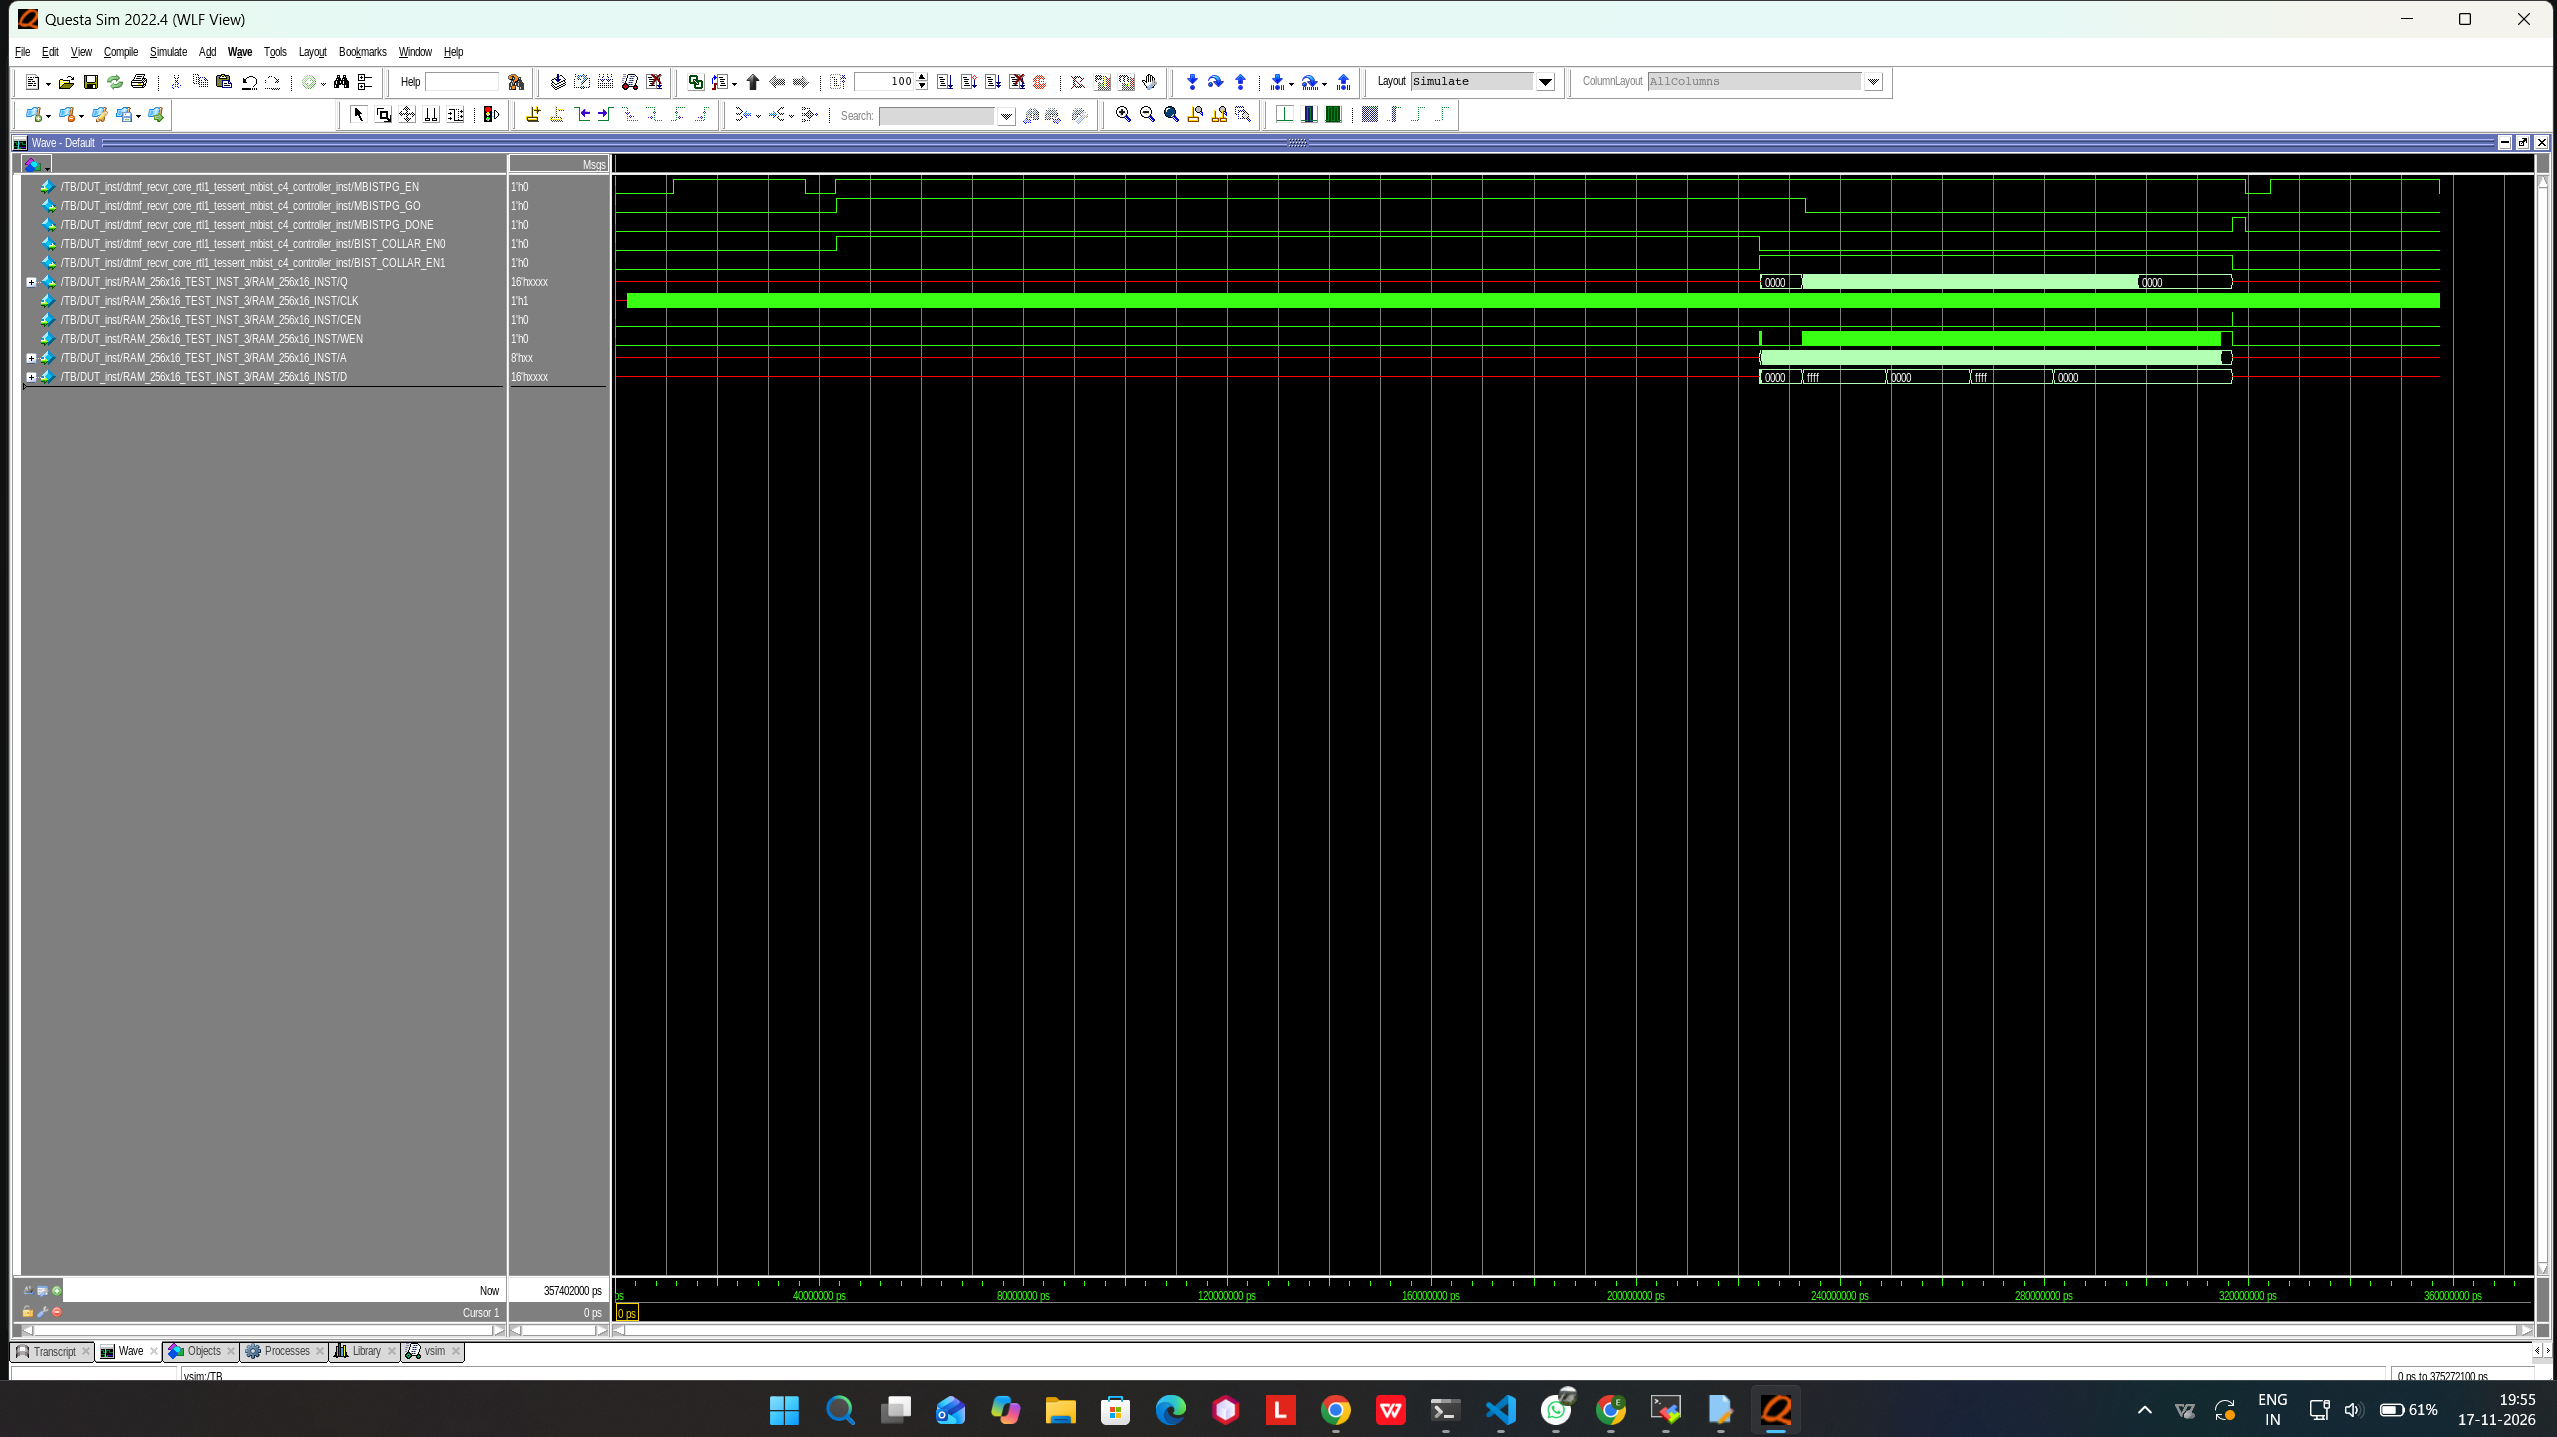 Questa Sim 2022.4 (WLF View)
File Edit View Compile Simulate Add Wave Tools Layout Bookmarks Window Help
Help 100 Layout Simulate ColumnLayout AllColumns
Search:
Wave - Default
Msgs
/TB/DUT_inst/dtmf_recvr_core_rtl1_tessent_mbist_c4_controller_inst/MBISTPG_EN 1'h0
/TB/DUT_inst/dtmf_recvr_core_rtl1_tessent_mbist_c4_controller_inst/MBISTPG_GO 1'h0
/TB/DUT_inst/dtmf_recvr_core_rtl1_tessent_mbist_c4_controller_inst/MBISTPG_DONE 1'h0
/TB/DUT_inst/dtmf_recvr_core_rtl1_tessent_mbist_c4_controller_inst/BIST_COLLAR_EN0 1'h0
/TB/DUT_inst/dtmf_recvr_core_rtl1_tessent_mbist_c4_controller_inst/BIST_COLLAR_EN1 1'h0
/TB/DUT_inst/RAM_256x16_TEST_INST_3/RAM_256x16_INST/Q 16'hxxxx 0000 0000
/TB/DUT_inst/RAM_256x16_TEST_INST_3/RAM_256x16_INST/CLK 1'h1
/TB/DUT_inst/RAM_256x16_TEST_INST_3/RAM_256x16_INST/CEN 1'h0
/TB/DUT_inst/RAM_256x16_TEST_INST_3/RAM_256x16_INST/WEN 1'h0
/TB/DUT_inst/RAM_256x16_TEST_INST_3/RAM_256x16_INST/A 8'hxx
/TB/DUT_inst/RAM_256x16_TEST_INST_3/RAM_256x16_INST/D 16'hxxxx 0000 ffff 0000 ffff 0000
Now 357402000 ps ps 40000000 ps 80000000 ps 120000000 ps 160000000 ps 200000000 ps 240000000 ps 280000000 ps 320000000 ps 360000000 ps
Cursor 1 0 ps 0 ps
Transcript Wave Objects Processes Library vsim
vsim:/TB 0 ps to 375272100 ps
ENG 61% 19:55
IN 17-11-2026